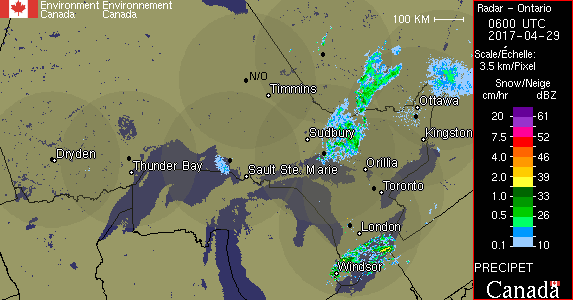 Environment Environnement
Canada Canada
100 KM
Radar - Ontario
0600 UTC
2017-04-29
Scale/Échelle:
3.5 km/Pixel
Snow/Neige
cm/hr dBZ
20 61
7.5 52
4.0 46
2.0 39
1.0 33
0.5 26
0.1 10
PRECIPET
Canada
N/O
Timmins
Ottawa
Sudbury
Kingston
Dryden
Thunder Bay
Sault Ste. Marie
Orillia
Toronto
London
Windsor